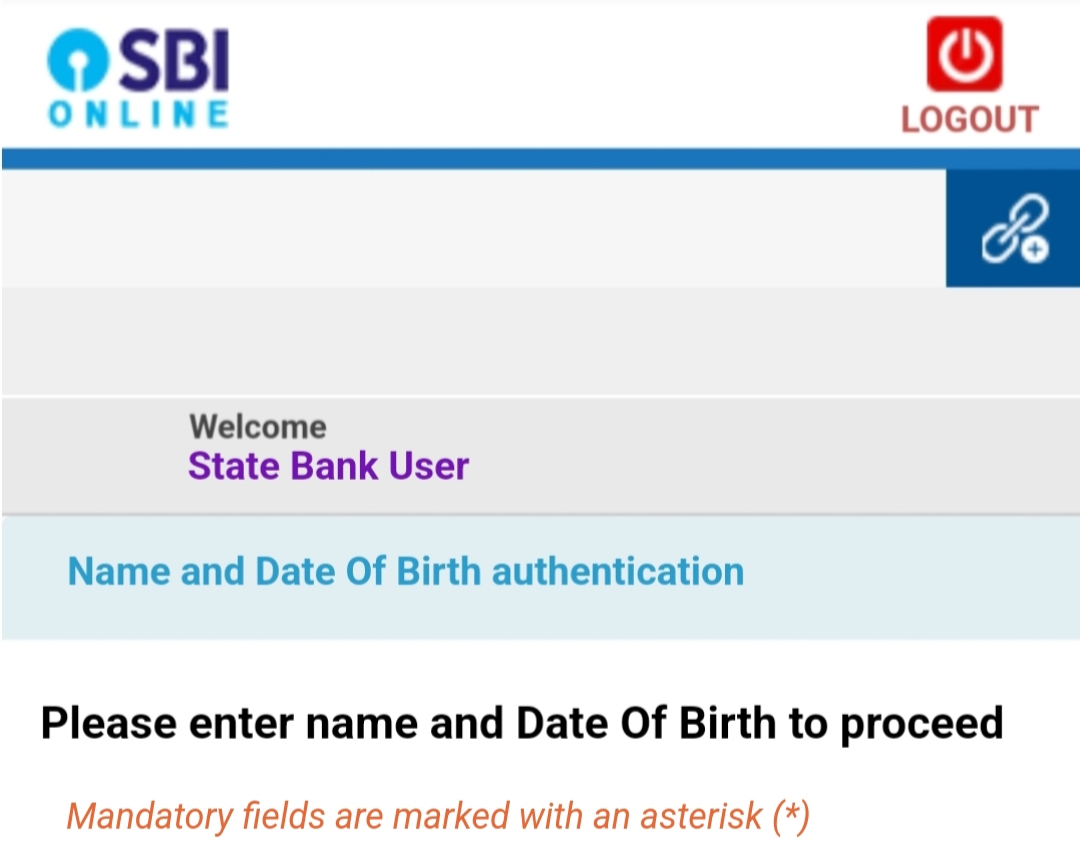 SBI
ONLINE
LOGOUT
Welcome
State Bank User
Name and Date Of Birth authentication
Please enter name and Date Of Birth to proceed
Mandatory fields are marked with an asterisk (*)